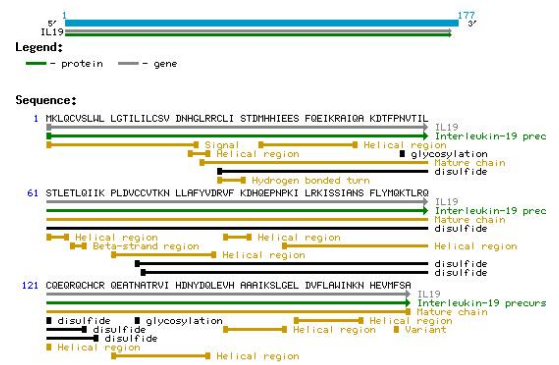 1 177
5′ 3′
IL19
Legend:
- protein - gene
Sequence:
1 MKLQCVSLWL LGTILILCSV DNHGLRRCLI STDMHHIEES FQEIKRAIQA KDTFPNVTIL
IL19
Interleukin-19 prec
Signal Helical region
Helical region glycosylation
Mature chain
disulfide
Hydrogen bonded turn
61 STLETLQIIK PLDVCCVTKN LLAFYVDRVF KDHQEPNPKI LRKISSIANS FLYMQKTLRQ
IL19
Interleukin-19 prec
Mature chain
disulfide
Helical region Helical region
Beta-strand region Helical region
Helical region
disulfide
disulfide
121 CQEQRQCHCR QEATNATRVI HDNYDQLEVH AAAIKSLGEL DVFLAWINKN HEVMFSA
IL19
Interleukin-19 precurs
Mature chain
disulfide glycosylation Helical region
disulfide Helical region Variant
disulfide
Helical region
Helical region